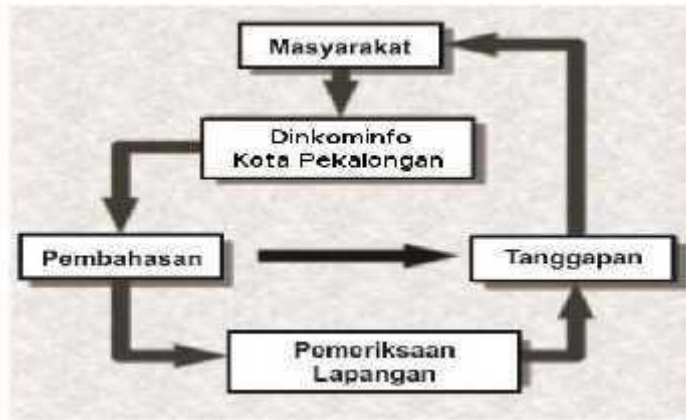 Masyarakat
Dinkominfo
Kota Pekalongan
Pembahasan
Tanggapan
Pemeriksaan
Lapangan